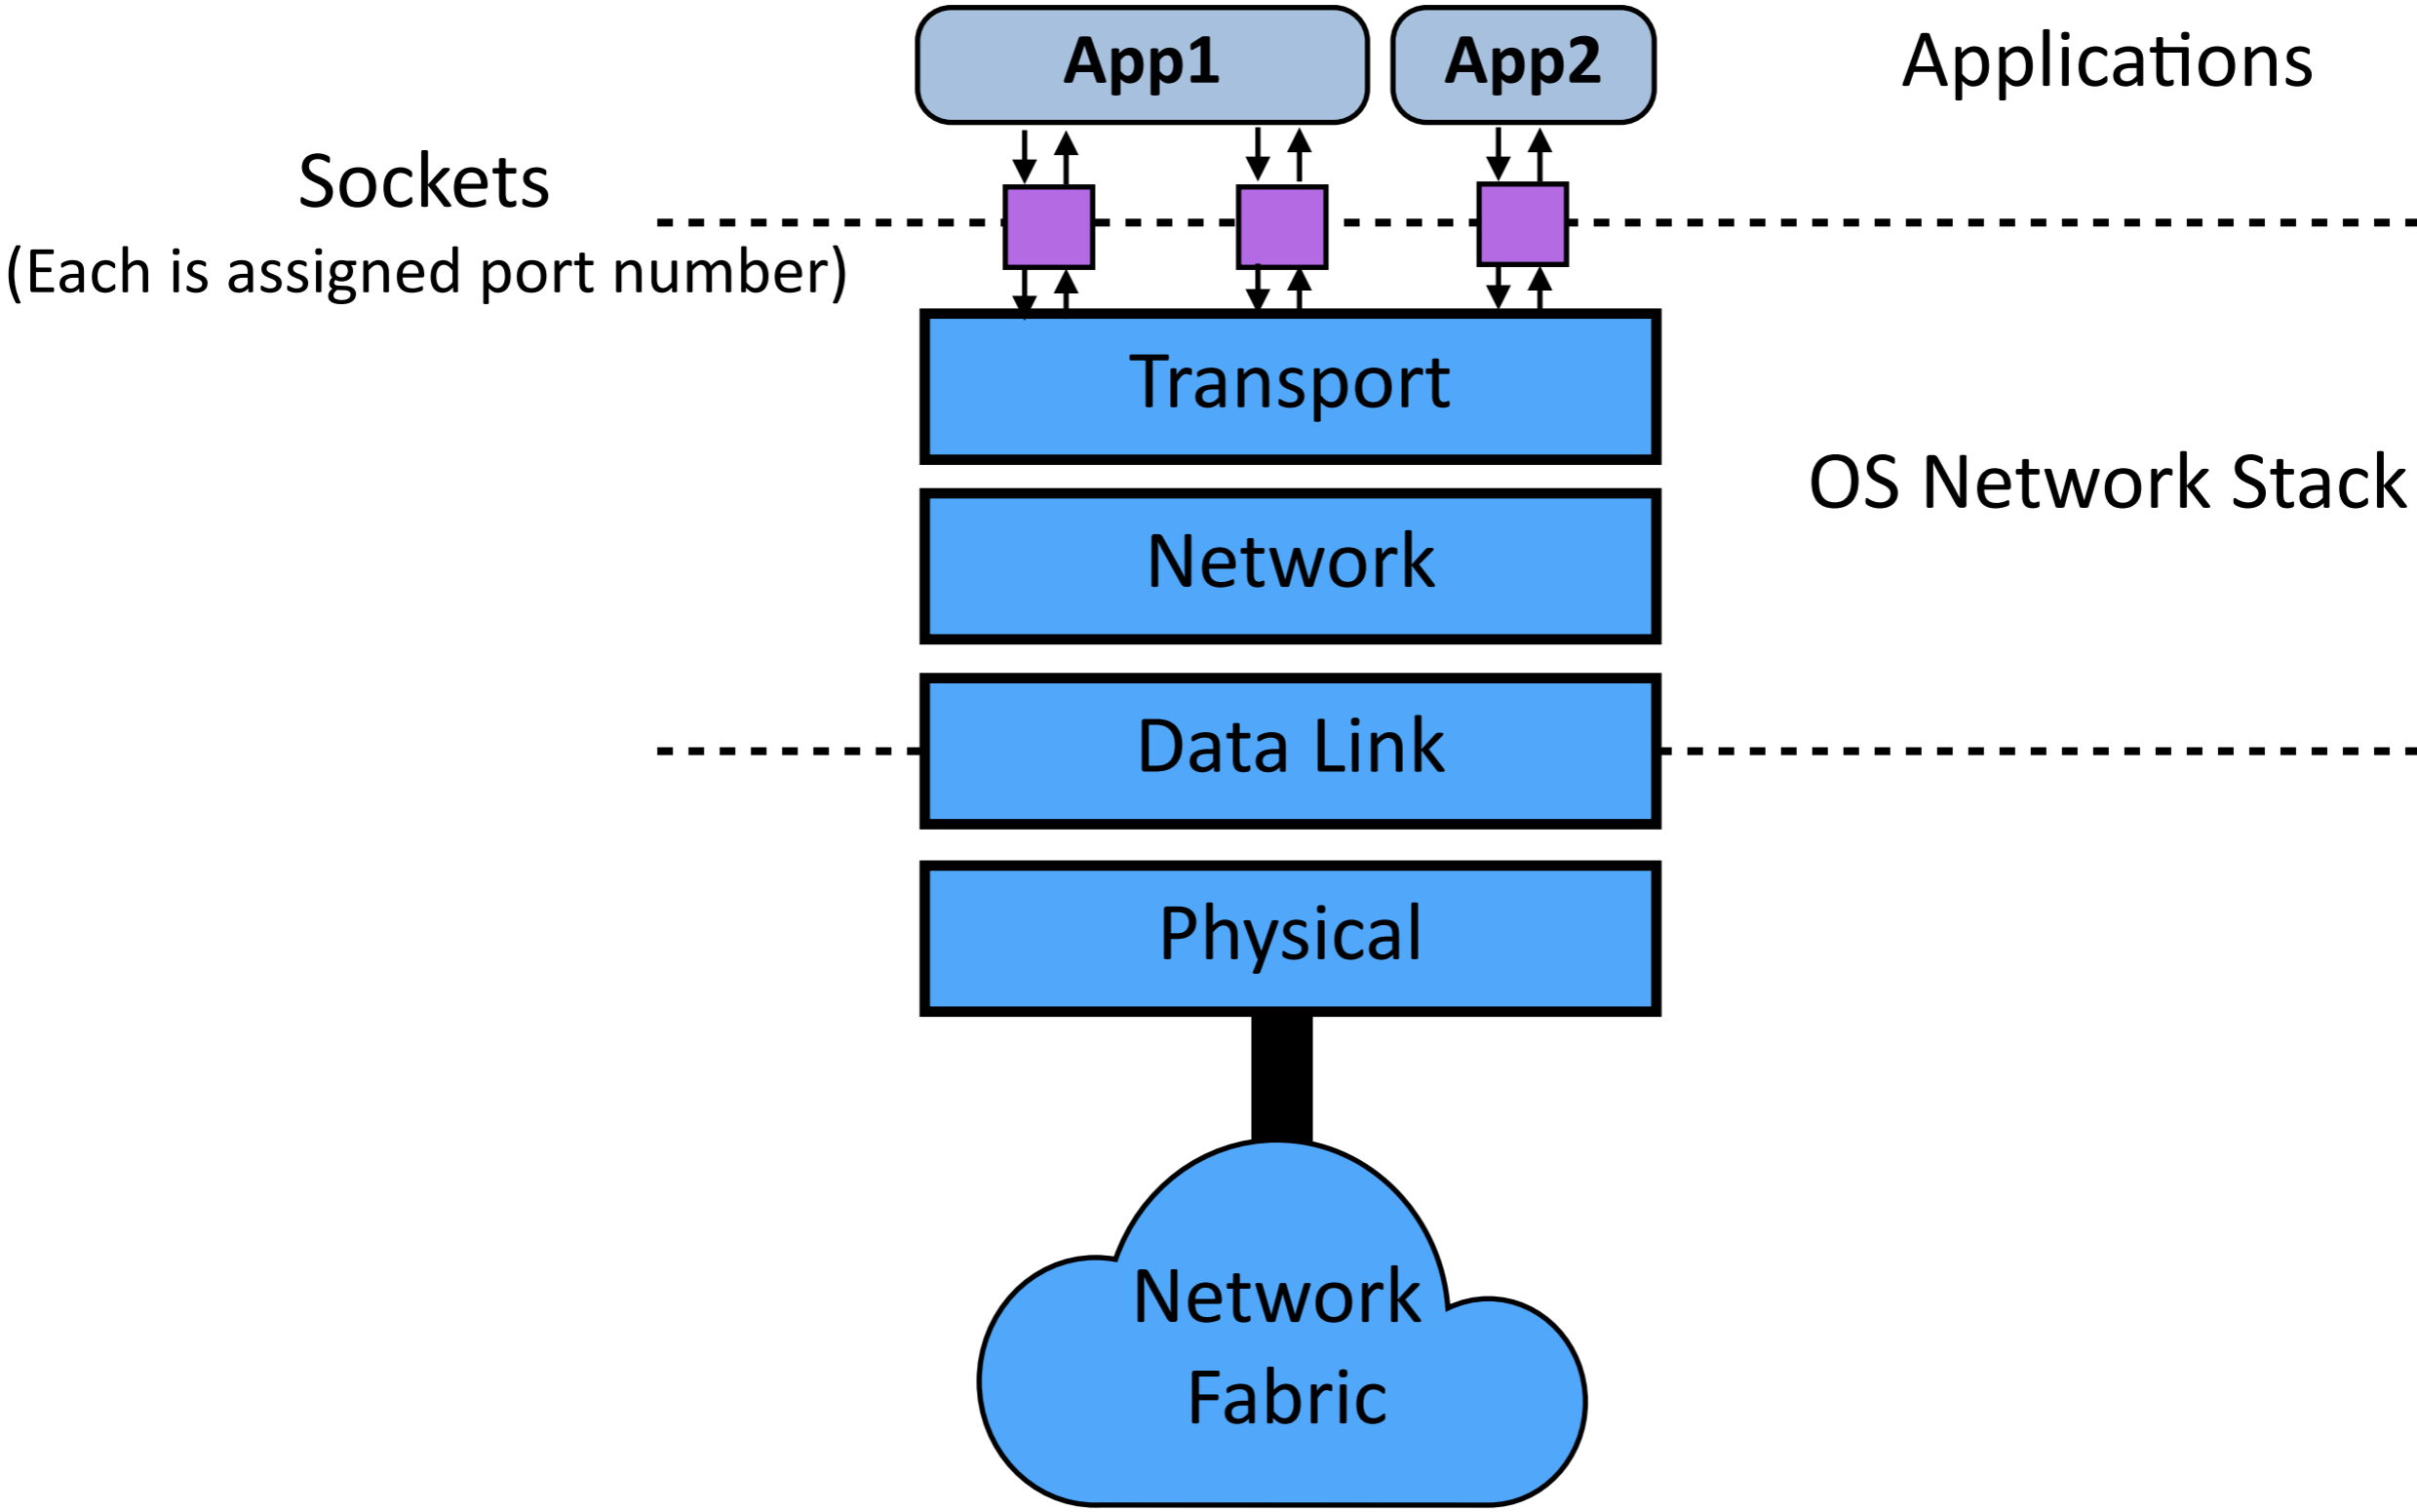 App1
App2
Applications
Sockets
(Each is assigned port number)
Transport
OS Network Stack
Network
Data Link
Physical
Network
Fabric